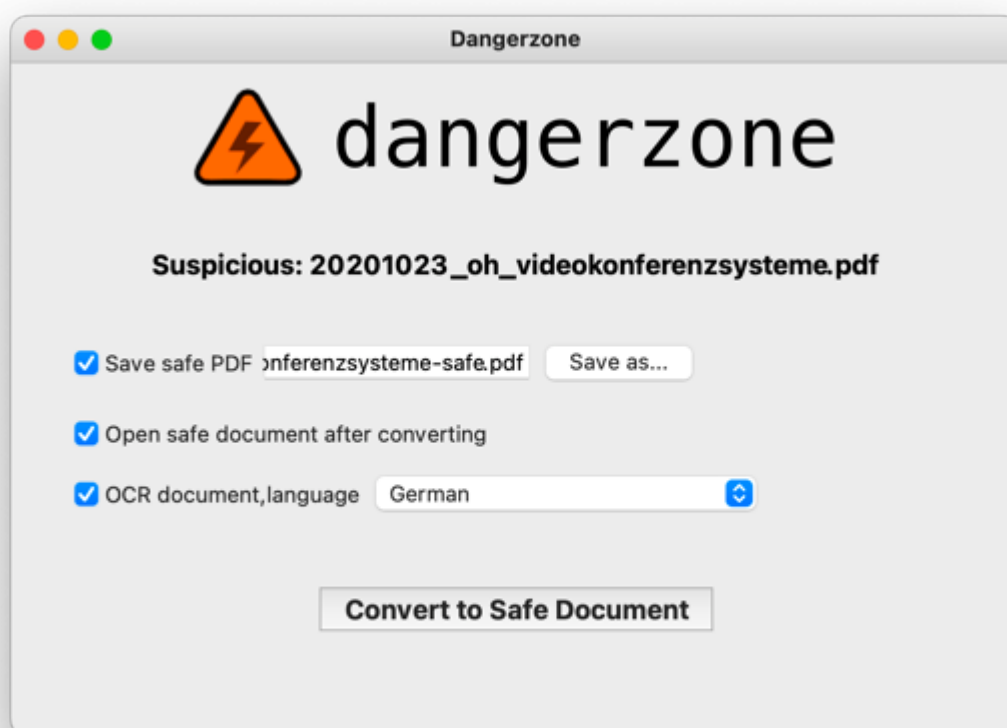 Dangerzone
dangerzone
Suspicious: 20201023_oh_videokonferenzsysteme.pdf
Save safe PDF onferenzsysteme-safe.pdf Save as...
Open safe document after converting
OCR document,language German
Convert to Safe Document